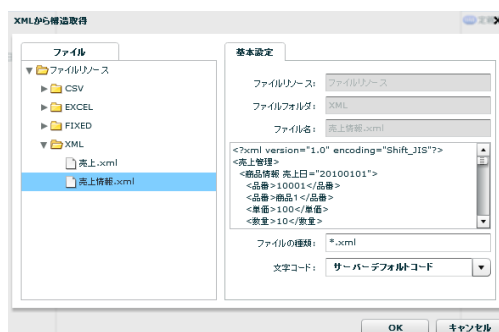 XMLから構造取得
ファイル
ファイルリソース
CSV
EXCEL
FIXED
XML
売上.xml
売上情報.xml
基本設定
ファイルリソース: ファイルリソース
ファイルフォルダ: XML
ファイル名: 売上情報.xml
<?xml version="1.0" encoding="Shift_JIS"?>
<売上管理>
<商品情報 売上日="20100101">
<品番>10001</品番>
<品番>商品1</品番>
<単価>100</単価>
<数量>10</数量>
ファイルの種類: *.xml
文字コード: サーバーデフォルトコード
OK キャンセル